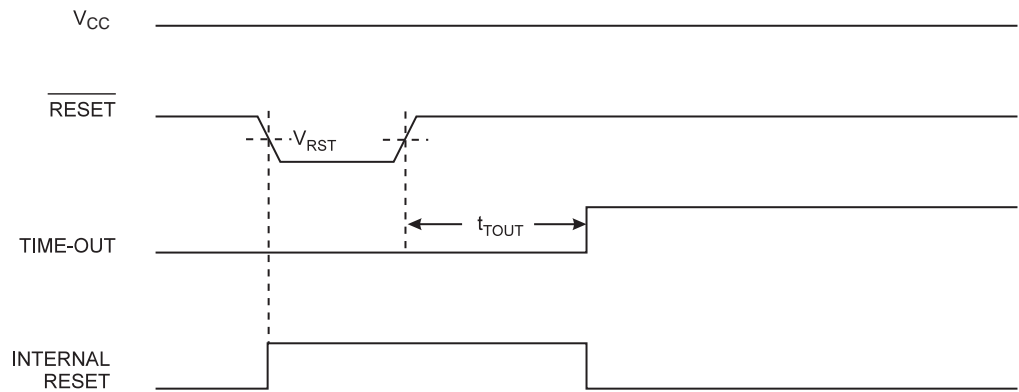 VCC
RESET
VRST
tTOUT
TIME-OUT
INTERNAL
RESET